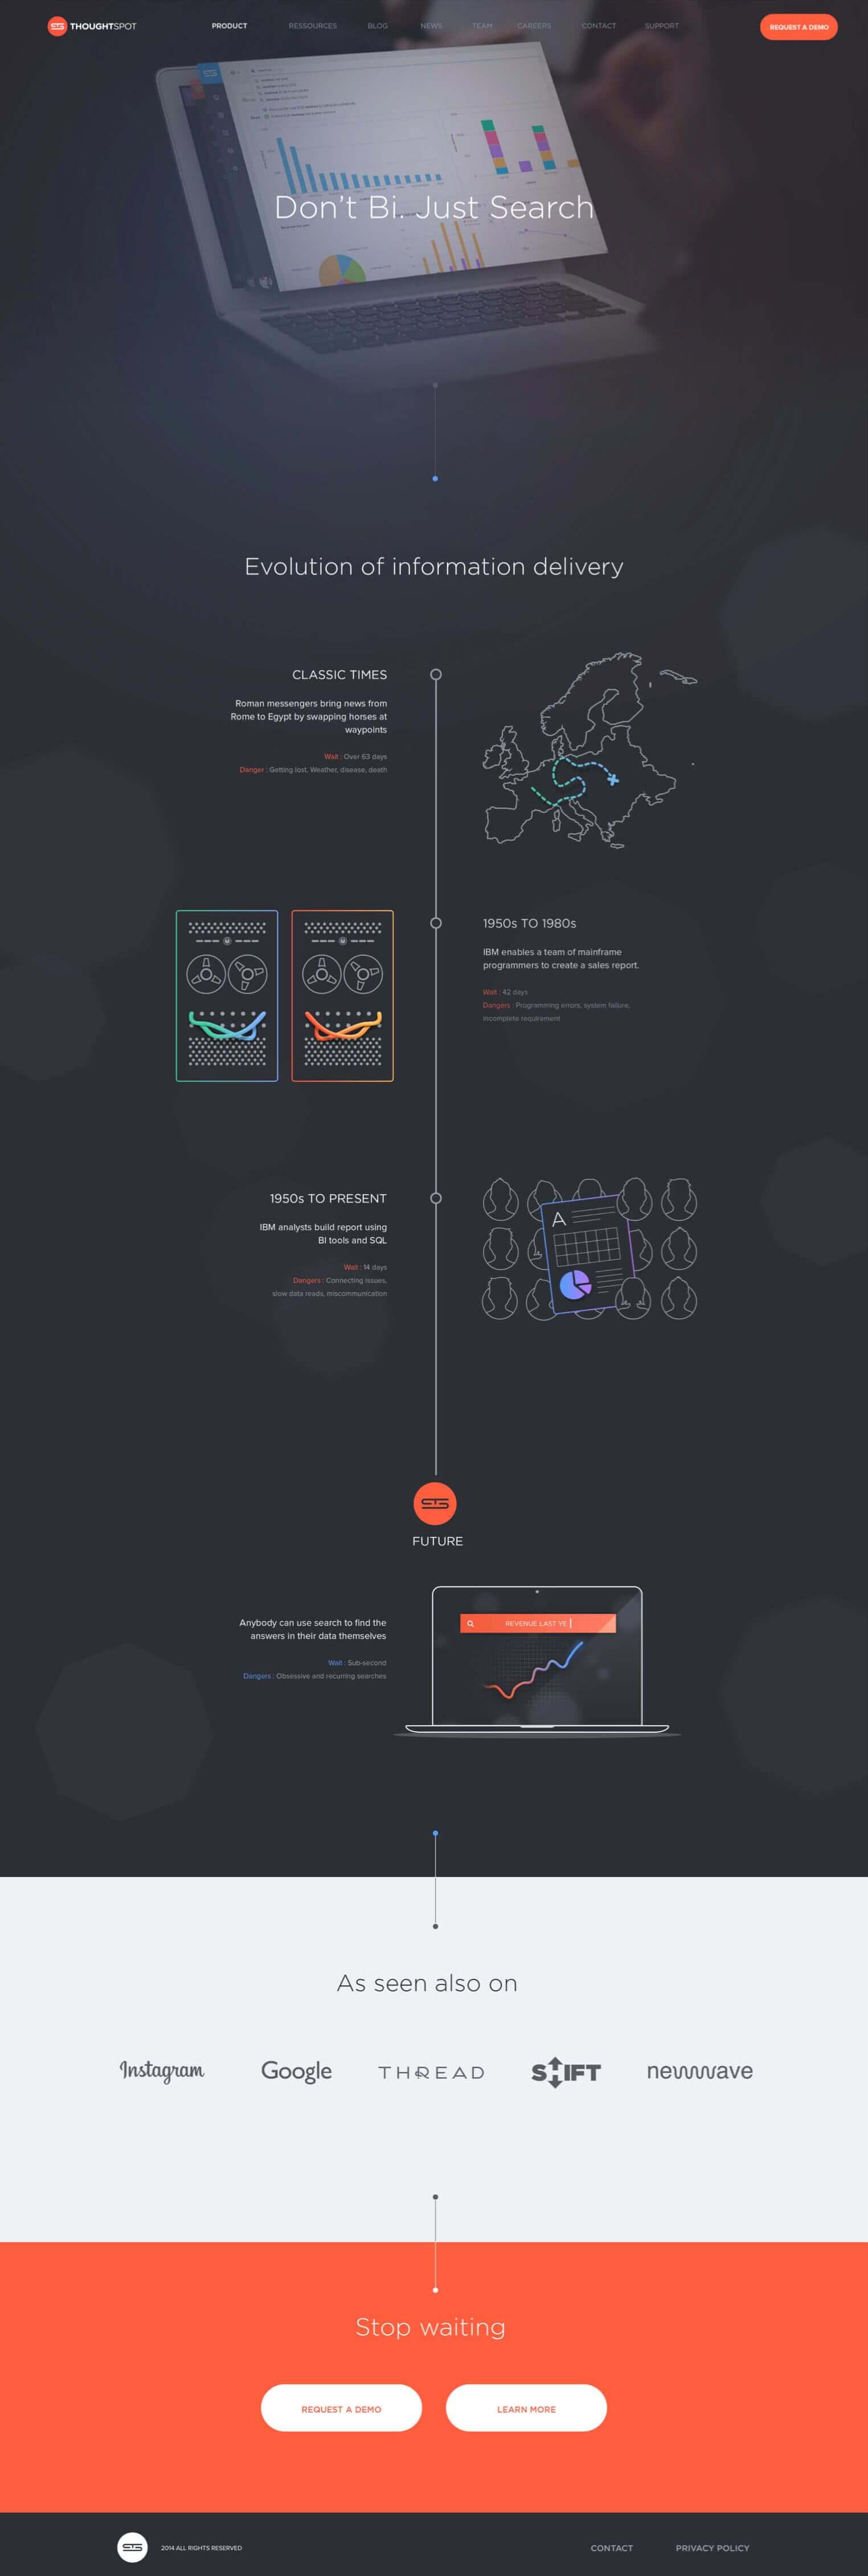 THOUGHTSPOT
PRODUCT
RESSOURCES
BLOG
NEWS
TEAM
CAREERS
CONTACT
SUPPORT
REQUEST A DEMO
Don't Bi. Just Search
Evolution of information delivery
CLASSIC TIMES
Roman messengers bring news from
Rome to Egypt by swapping horses at
waypoints
Wait : Over 63 days
Danger : Getting lost, Weather, disease, death
1950s TO 1980s
IBM enables a team of mainframe
programmers to create a sales report.
Wait : 42 days
Dangers : Programming errors, system failure,
incomplete requirement
1950s TO PRESENT
IBM analysts build report using
BI tools and SQL
Wait : 14 days
Dangers : Connecting issues,
slow data reads, miscommunication
A
FUTURE
Anybody can use search to find the
answers in their data themselves
Wait : Sub-second
Dangers : Obsessive and recurring searches
REVENUE LAST YE
As seen also on
Instagram
Google
THREAD
SHIFT
newwave
Stop waiting
REQUEST A DEMO
LEARN MORE
2014 ALL RIGHTS RESERVED
CONTACT
PRIVACY POLICY